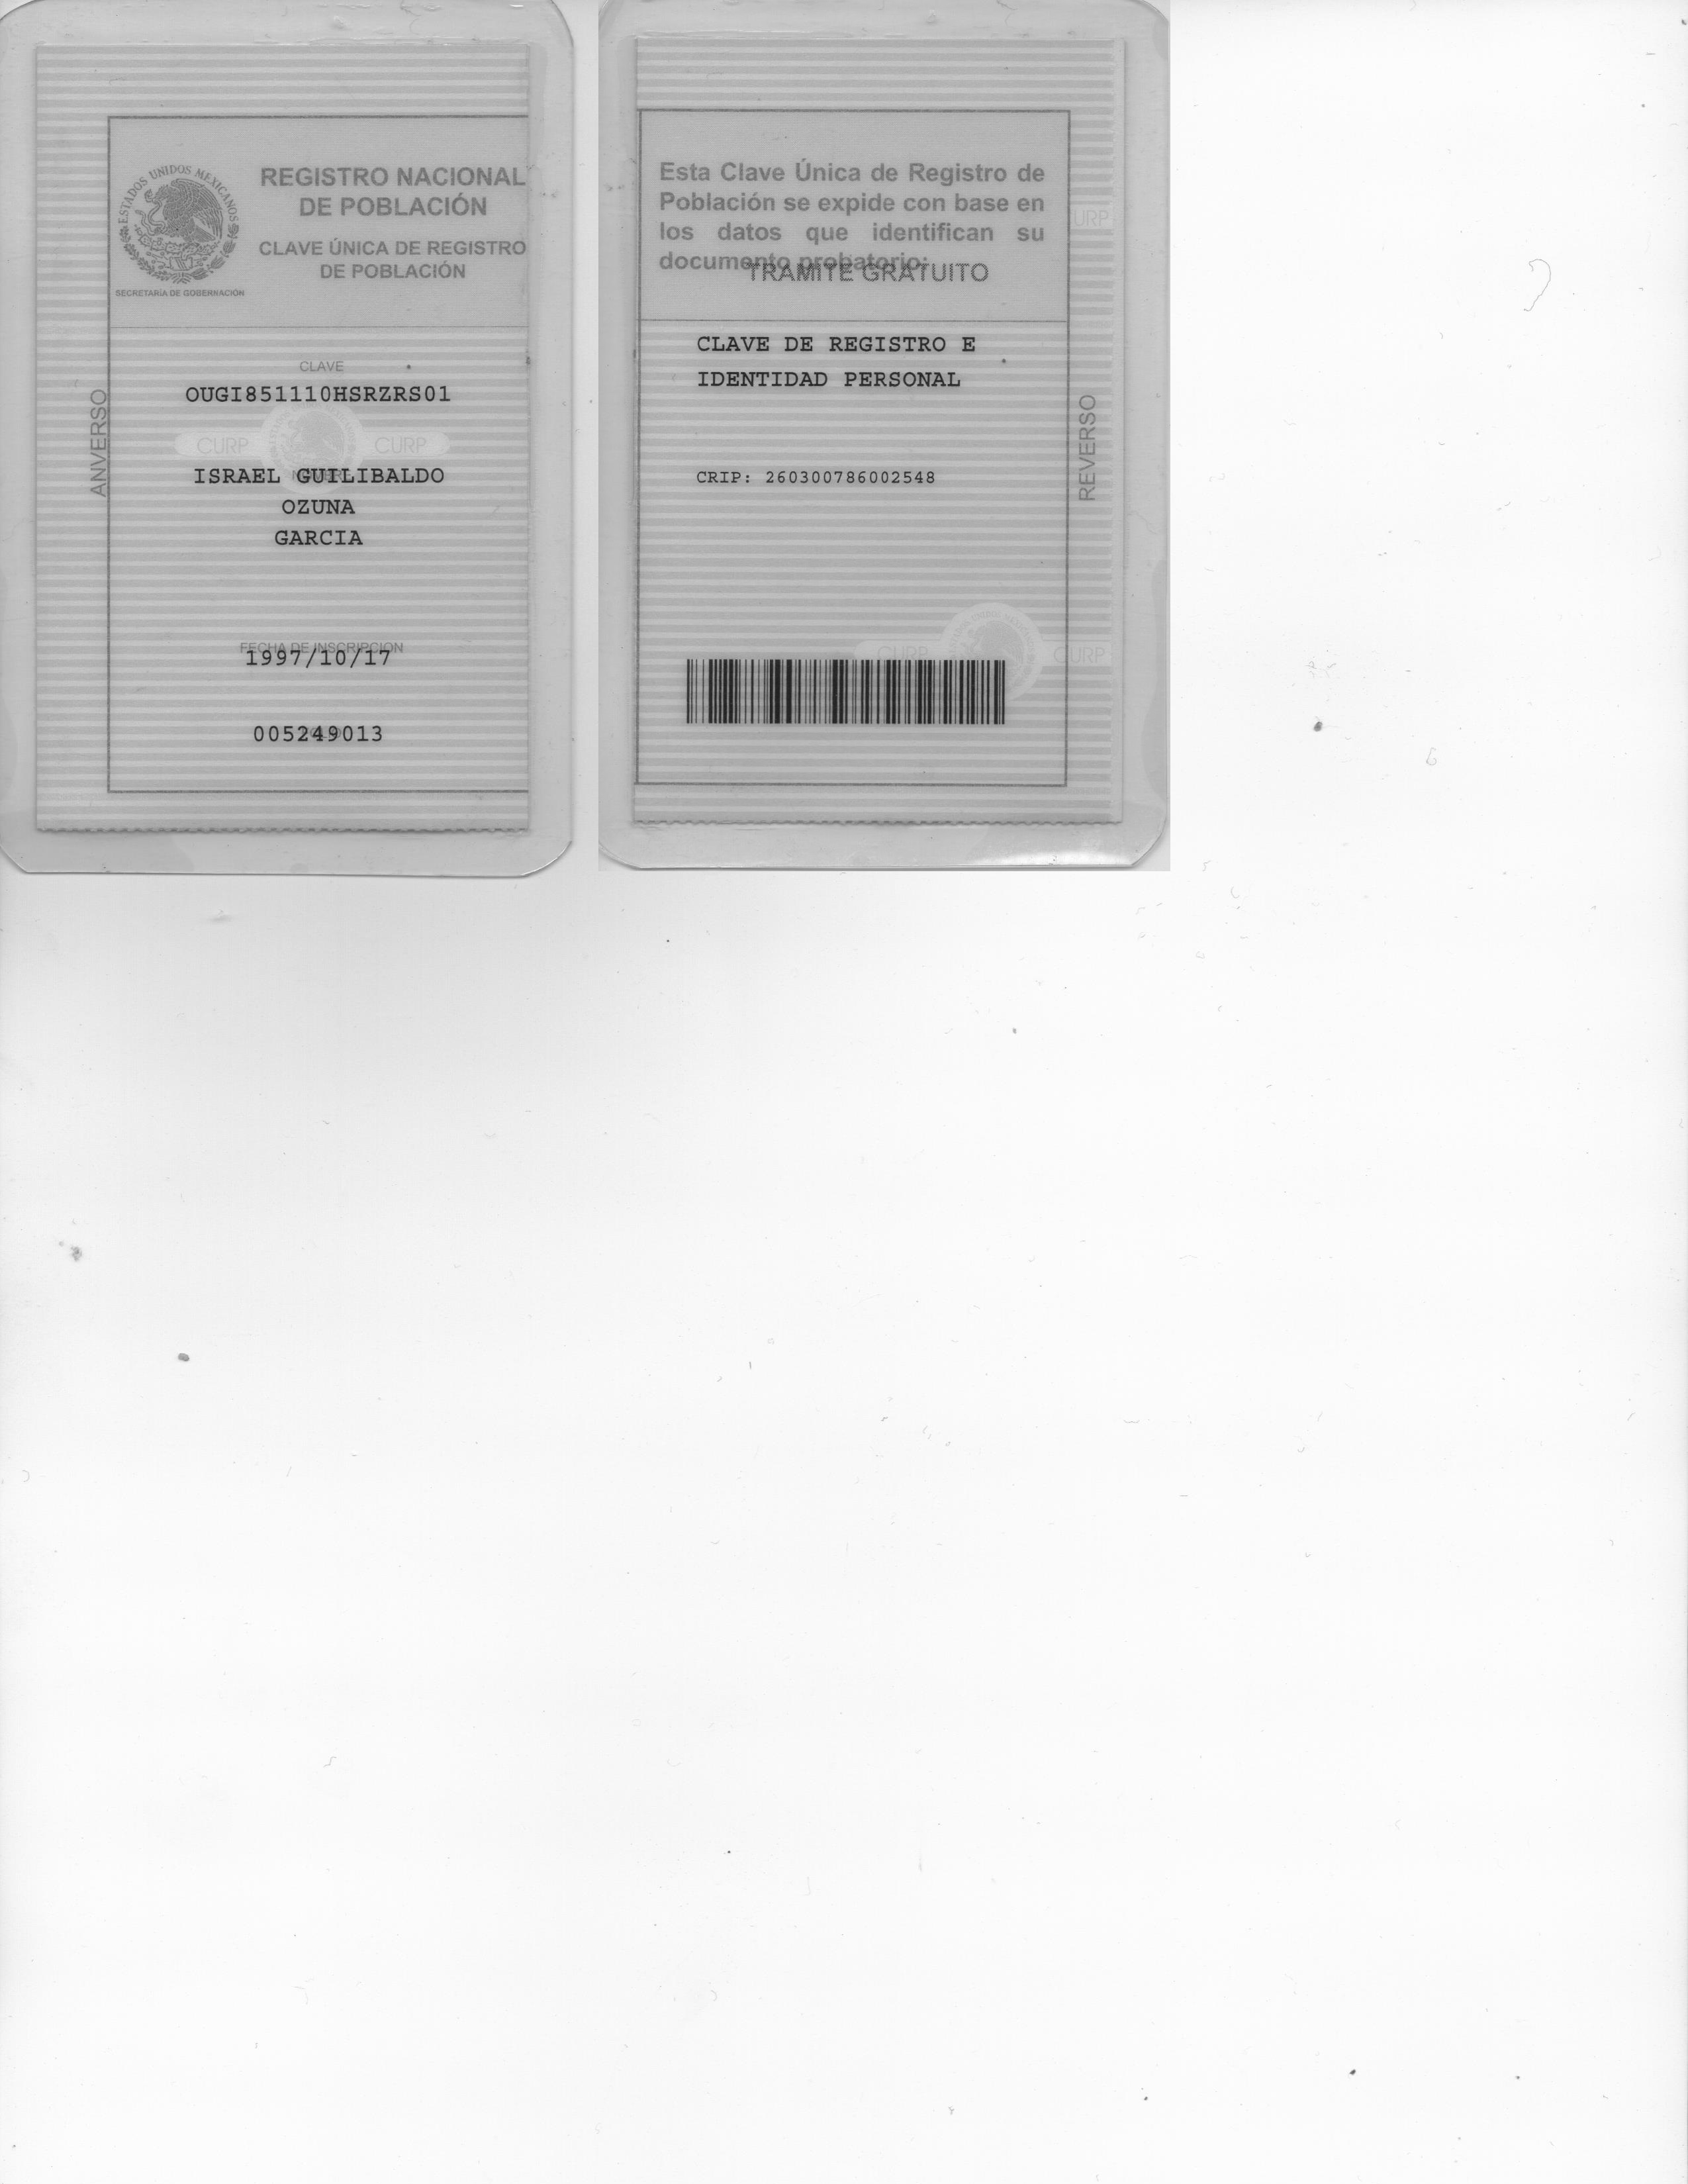 ESTADOS UNIDOS MEXICANOS
SECRETARÍA DE GOBERNACIÓN
REGISTRO NACIONAL
DE POBLACIÓN
CLAVE ÚNICA DE REGISTRO
DE POBLACIÓN
ANVERSO
CLAVE
OUGI851110HSRZRS01
CURP CURP
ISRAEL GUILIBALDO
OZUNA
GARCIA
FECHA DE INSCRIPCION
1997/10/17
005249013
Esta Clave Única de Registro de
Población se expide con base en
los datos que identifican su
documento probatorio:
TRAMITE GRATUITO
URP
CLAVE DE REGISTRO E
IDENTIDAD PERSONAL
CRIP: 260300786002548
REVERSO
CURP CURP